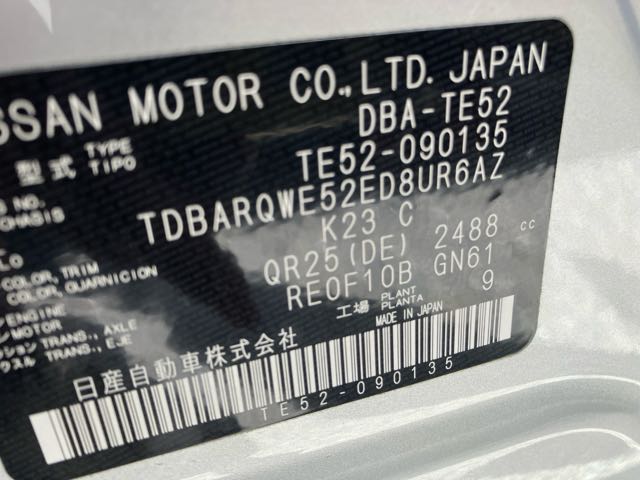 SSAN MOTOR CO.,LTD. JAPAN
型式 TYPE TIPO DBA-TE52
NO. TE52-090135
CHASSIS TDBARQWE52ED8UR6AZ
COLOR, TRIM K23 C
COLOR, GUARNICION
ENGINE QR25(DE) 2488 cc
MOTOR
TRANS., AXLE RE0F10B GN61
TRANS., EJE 工場 PLANT PLANTA 9
MADE IN JAPAN
日産自動車株式会社
TE52-090135